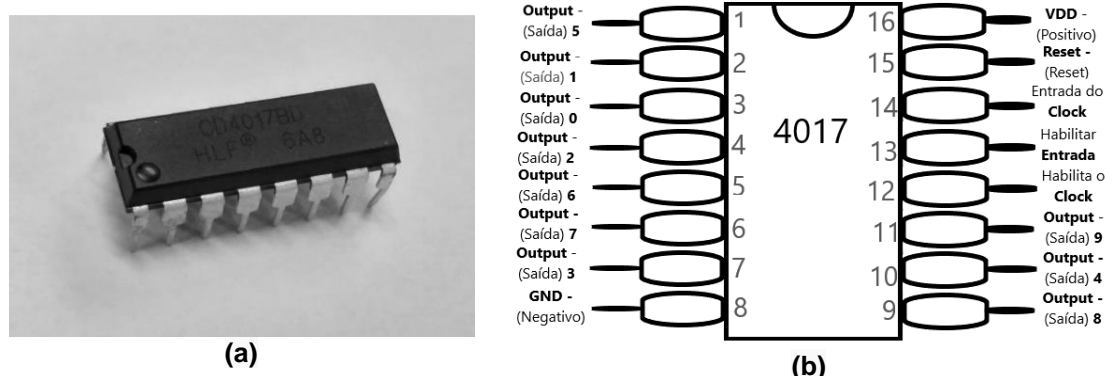 CD4017BD
HLF® 6A8
(a)
Output -
(Saída) 5
Output -
(Saída) 1
Output -
(Saída) 0
Output -
(Saída) 2
Output -
(Saída) 6
Output -
(Saída) 7
Output -
(Saída) 3
GND -
(Negativo)
1
2
3
4
5
6
7
8
4017
16
15
14
13
12
11
10
9
VDD -
(Positivo)
Reset -
(Reset)
Entrada do
Clock
Habilitar
Entrada
Habilita o
Clock
Output -
(Saída) 9
Output -
(Saída) 4
Output -
(Saída) 8
(b)